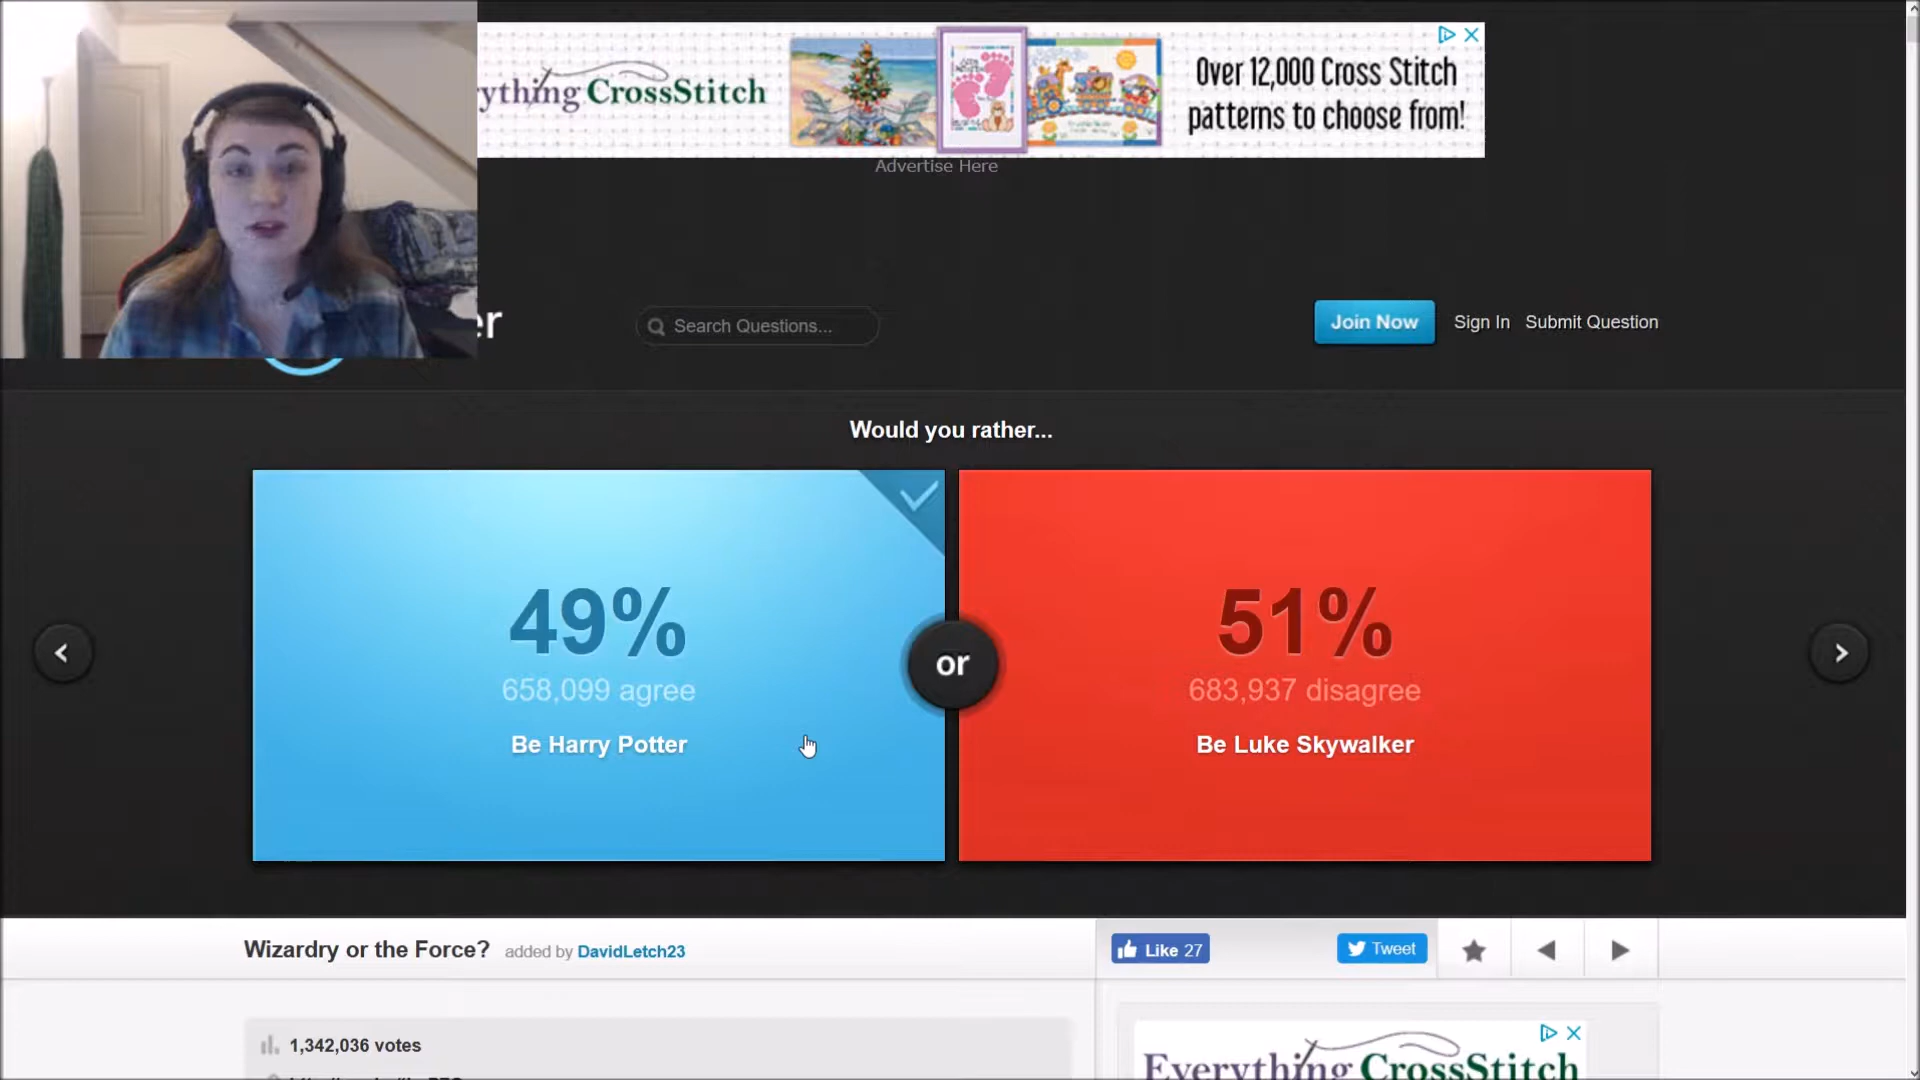 ything CrossStitch
Over 12,000 Cross Stitch
patterns to choose from!
Advertise Here
er
Search Questions...
Join Now
Sign In
Submit Question
Would you rather...
49%
658,099 agree
Be Harry Potter
or
51%
683,937 disagree
Be Luke Skywalker
Wizardry or the Force? added by DavidLetch23
Like 27
Tweet
1,342,036 votes
Everything CrossStitch